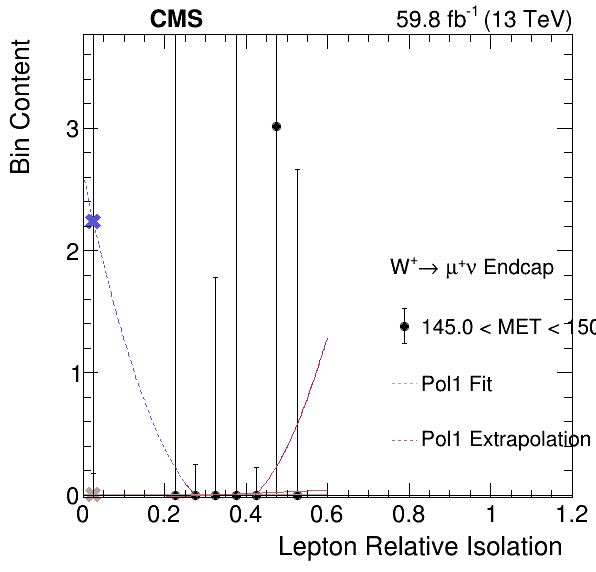 CMS
59.8 fb⁻¹ (13 TeV)
Bin Content
3
2
1
0
W⁺→ μ⁺ν Endcap
145.0 < MET < 150
Pol1 Fit
Pol1 Extrapolation
0 0.2 0.4 0.6 0.8 1 1.2
Lepton Relative Isolation